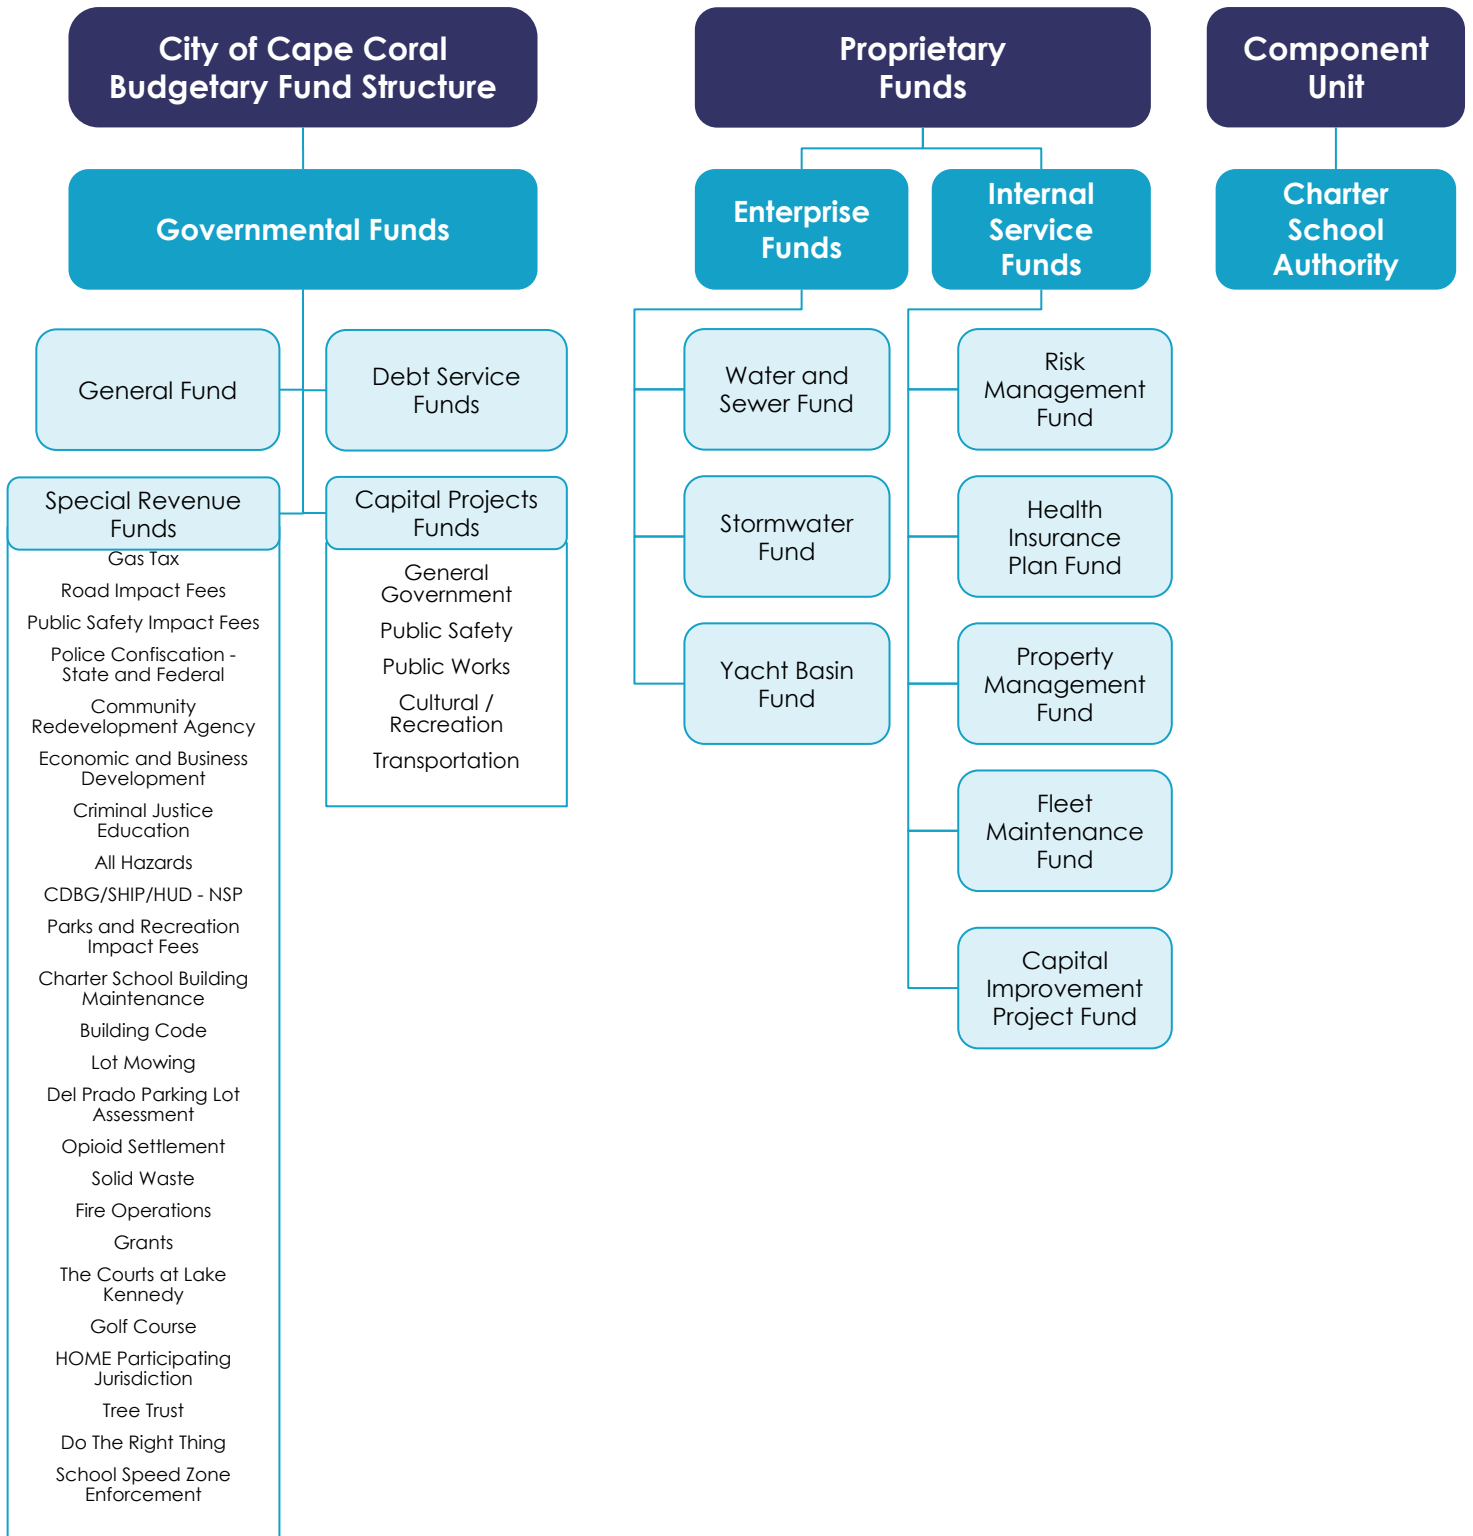 City of Cape Coral
Budgetary Fund Structure
Governmental Funds
General Fund
Debt Service
Funds
Special Revenue
Funds
Gas Tax
Road Impact Fees
Public Safety Impact Fees
Police Confiscation -
State and Federal
Community
Redevelopment Agency
Economic and Business
Development
Criminal Justice
Education
All Hazards
CDBG/SHIP/HUD - NSP
Parks and Recreation
Impact Fees
Charter School Building
Maintenance
Building Code
Lot Mowing
Del Prado Parking Lot
Assessment
Opioid Settlement
Solid Waste
Fire Operations
Grants
The Courts at Lake
Kennedy
Golf Course
HOME Participating
Jurisdiction
Tree Trust
Do The Right Thing
School Speed Zone
Enforcement
Capital Projects
Funds
General
Government
Public Safety
Public Works
Cultural /
Recreation
Transportation
Proprietary
Funds
Enterprise
Funds
Water and
Sewer Fund
Stormwater
Fund
Yacht Basin
Fund
Internal
Service
Funds
Risk
Management
Fund
Health
Insurance
Plan Fund
Property
Management
Fund
Fleet
Maintenance
Fund
Capital
Improvement
Project Fund
Component
Unit
Charter
School
Authority